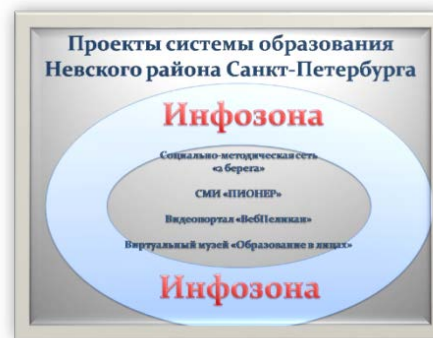 Проекты системы образования
Невского района Санкт-Петербурга
Инфозона
Социально-методическая сеть
«2 берега»
СМИ «ПИОНЕР»
Видеопортал «ВебПеликан»
Виртуальный музей «Образование в лицах»
Инфозона